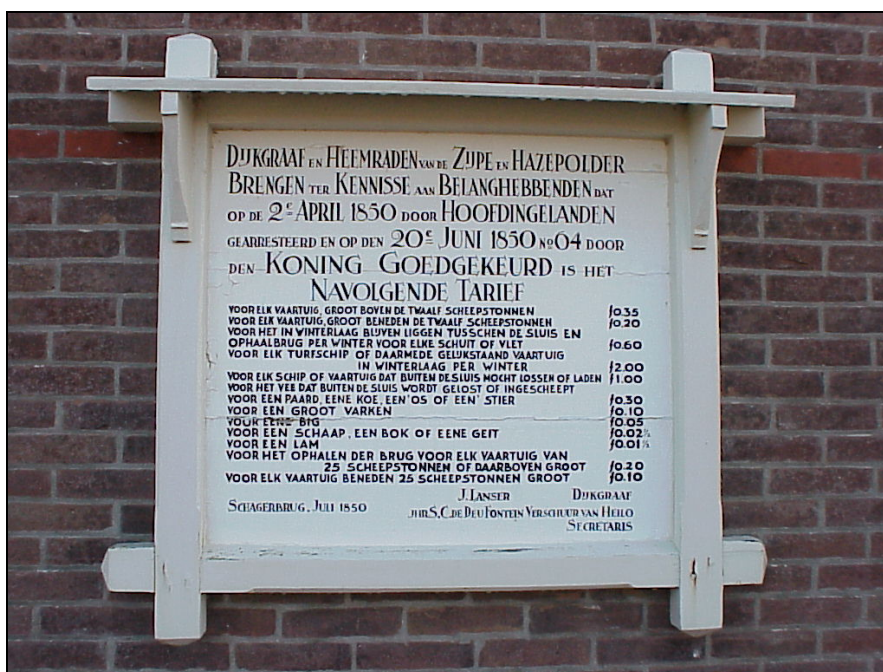 DIJKGRAAF EN HEEMRADEN VAN DE ZIJPE EN HAZEPOLDER
BRENGEN TER KENNISSE AAN BELANGHEBBENDEN DAT
OP DE 2E APRIL 1850 DOOR HOOFDINGELANDEN
GEARRESTEERD EN OP DEN 20E JUNI 1850 No 64 DOOR
DEN KONING GOEDGEKEURD IS HET
NAVOLGENDE TARIEF
VOOR ELK VAARTUIG, GROOT BOVEN DE TWAALF SCHEEPSTONNEN f0.35
VOOR ELK VAARTUIG, GROOT BENEDEN DE TWAALF SCHEEPSTONNEN f0.20
VOOR HET IN WINTERLAAG BLIJVEN LIGGEN TUSSCHEN DE SLUIS EN
OPHAALBRUG PER WINTER VOOR ELKE SCHUIT OF VLET f0.60
VOOR ELK TURFSCHIP OF DAARMEDE GELIJKSTAAND VAARTUIG
IN WINTERLAAG PER WINTER f2.00
VOOR ELK SCHIP OF VAARTUIG DAT BUITEN DE SLUIS MOCHT LOSSEN OF LADEN f1.00
VOOR HET VEE DAT BUITEN DE SLUIS WORDT GELOST OF INGESCHEEPT
VOOR EEN PAARD, EENE KOE, EEN'OS OF EEN' STIER f0.30
VOOR EEN GROOT VARKEN f0.10
VOOR EENE BIG f0.05
VOOR EEN SCHAAP, EEN BOK OF EENE GEIT f0.02½
VOOR EEN LAM f0.01½
VOOR HET OPHALEN DER BRUG VOOR ELK VAARTUIG VAN
25 SCHEEPSTONNEN OF DAARBOVEN GROOT f0.20
VOOR ELK VAARTUIG BENEDEN 25 SCHEEPSTONNEN GROOT f0.10
J. LANSER DIJKGRAAF
SCHAGERBRUG, JULI 1850
JHR. S, C. DE DEU FONTEIN VERSCHUUR VAN HEILO
SECRETARIS